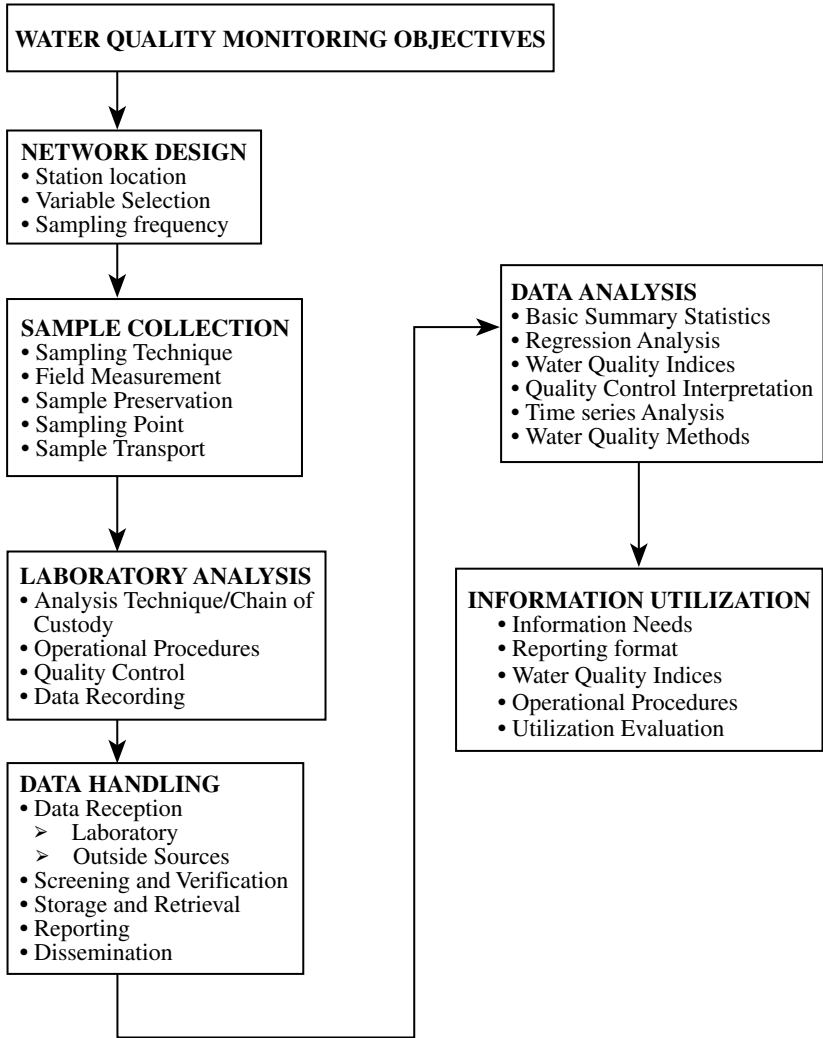 WATER QUALITY MONITORING OBJECTIVES
NETWORK DESIGN
• Station location
• Variable Selection
• Sampling frequency
SAMPLE COLLECTION
• Sampling Technique
• Field Measurement
• Sample Preservation
• Sampling Point
• Sample Transport
LABORATORY ANALYSIS
• Analysis Technique/Chain of
Custody
• Operational Procedures
• Quality Control
• Data Recording
DATA HANDLING
• Data Reception
➢ Laboratory
➢ Outside Sources
• Screening and Verification
• Storage and Retrieval
• Reporting
• Dissemination
DATA ANALYSIS
• Basic Summary Statistics
• Regression Analysis
• Water Quality Indices
• Quality Control Interpretation
• Time series Analysis
• Water Quality Methods
INFORMATION UTILIZATION
• Information Needs
• Reporting format
• Water Quality Indices
• Operational Procedures
• Utilization Evaluation